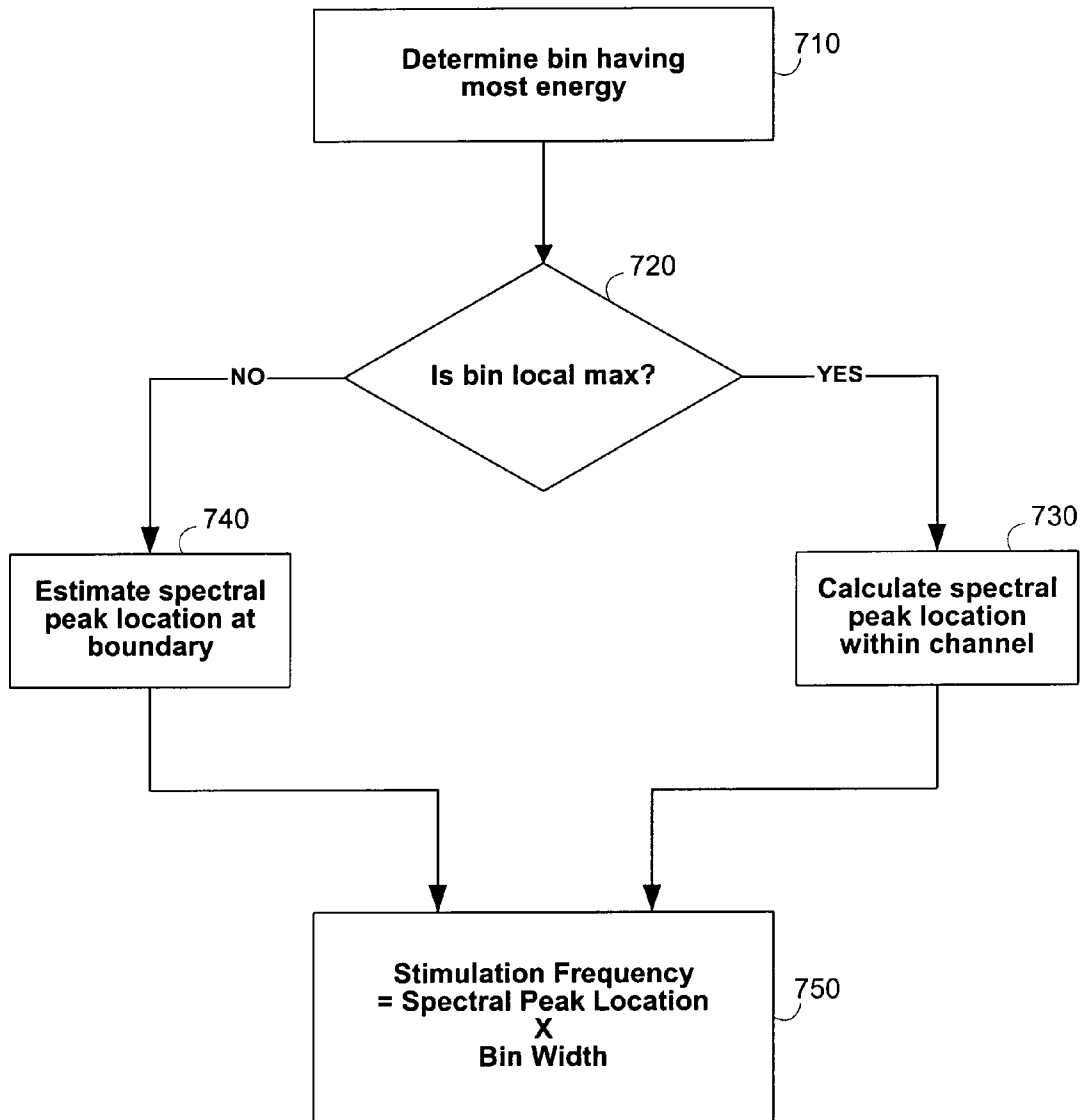 Determine bin having
most energy
710
720
Is bin local max?
NO
YES
740
730
Estimate spectral
peak location at
boundary
Calculate spectral
peak location
within channel
Stimulation Frequency
= Spectral Peak Location
X
Bin Width
750